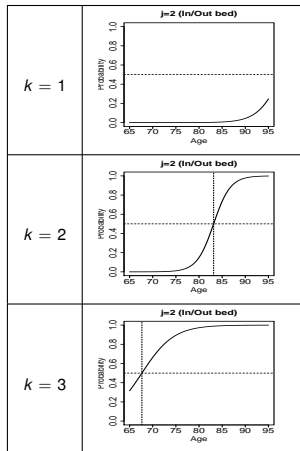 j=2 (In/Out bed)
k = 1
Probability
0.0 0.2 0.4 0.6 0.8 1.0
65 70 75 80 85 90 95
Age
j=2 (In/Out bed)
k = 2
Probability
0.0 0.2 0.4 0.6 0.8 1.0
65 70 75 80 85 90 95
Age
j=2 (In/Out bed)
k = 3
Probability
0.0 0.2 0.4 0.6 0.8 1.0
65 70 75 80 85 90 95
Age